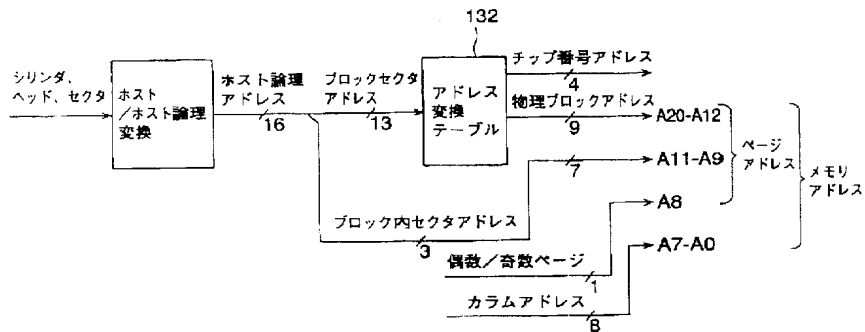 132
シリンダ、
ヘッド、セクタ
ホスト
／ホスト論理
変換
ホスト論理
アドレス
16
ブロックセクタ
アドレス
13
アドレス
変換
テーブル
チップ番号アドレス
4
物理ブロックアドレス
9
A20-A12
7
A11-A9
ページ
アドレス
メモリ
アドレス
A8
ブロック内セクタアドレス
3
A7-A0
偶数／奇数ページ
1
カラムアドレス
8